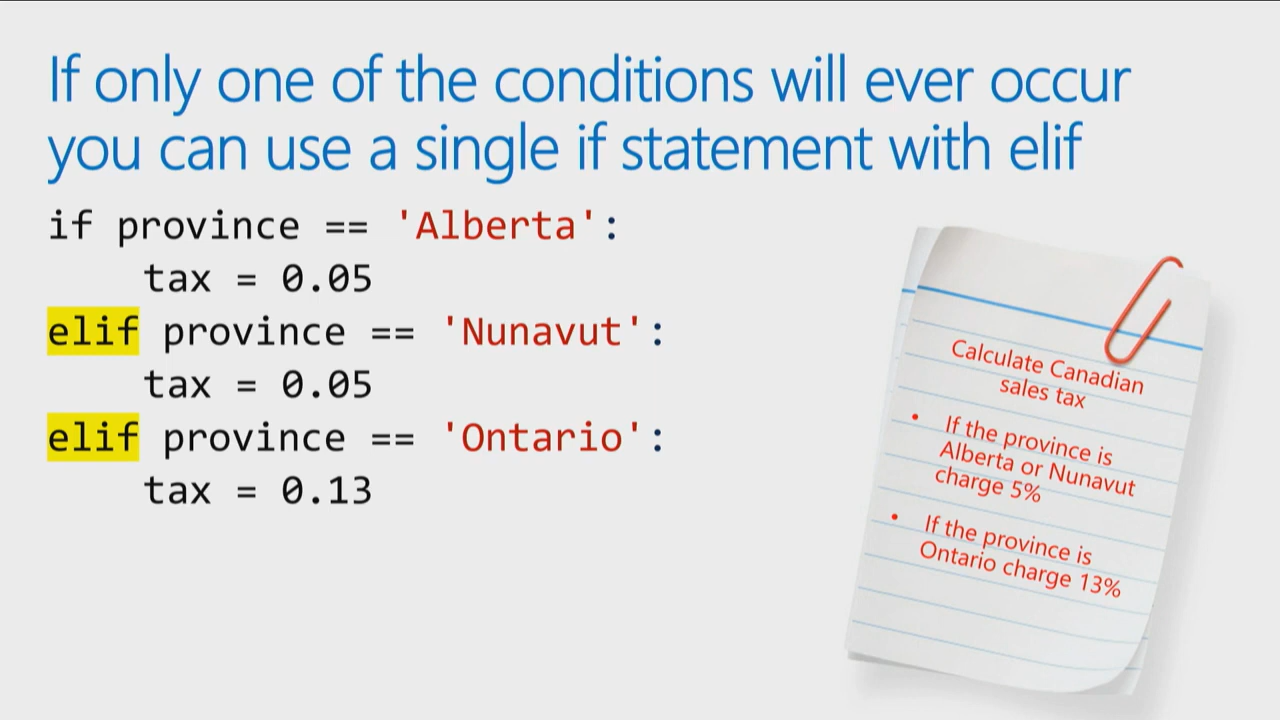 If only one of the conditions will ever occur
you can use a single if statement with elif
if province == 'Alberta':
    tax = 0.05
elif province == 'Nunavut':
    tax = 0.05
elif province == 'Ontario':
    tax = 0.13
Calculate Canadian
sales tax
• If the province is
Alberta or Nunavut
charge 5%
• If the province is
Ontario charge 13%